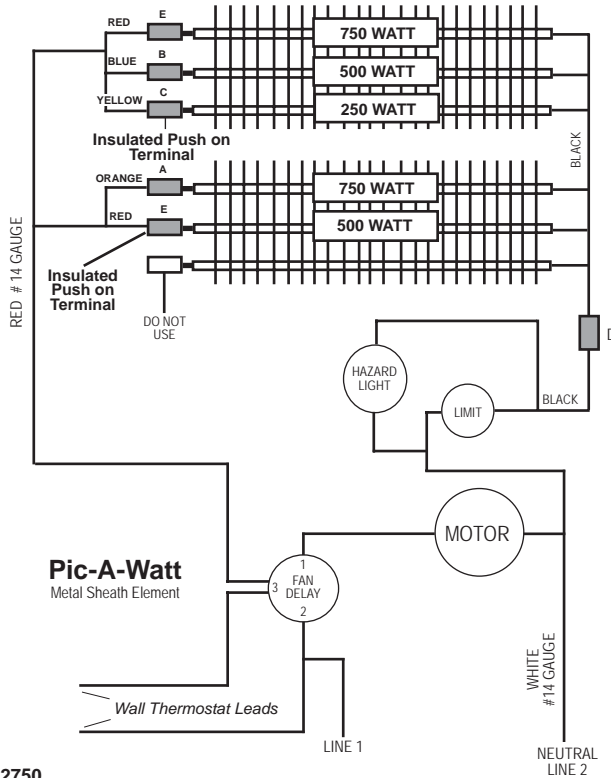 RED
E
750 WATT
BLUE
B
500 WATT
YELLOW
C
250 WATT
Insulated Push on
Terminal
BLACK
ORANGE
A
750 WATT
RED
E
500 WATT
Insulated
Push on
Terminal
RED # 14 GAUGE
DO NOT
USE
D
HAZARD
LIGHT
LIMIT
BLACK
MOTOR
Pic-A-Watt
Metal Sheath Element
1
FAN
DELAY
3
2
WHITE
#14 GAUGE
Wall Thermostat Leads
LINE 1
NEUTRAL
LINE 2
2750